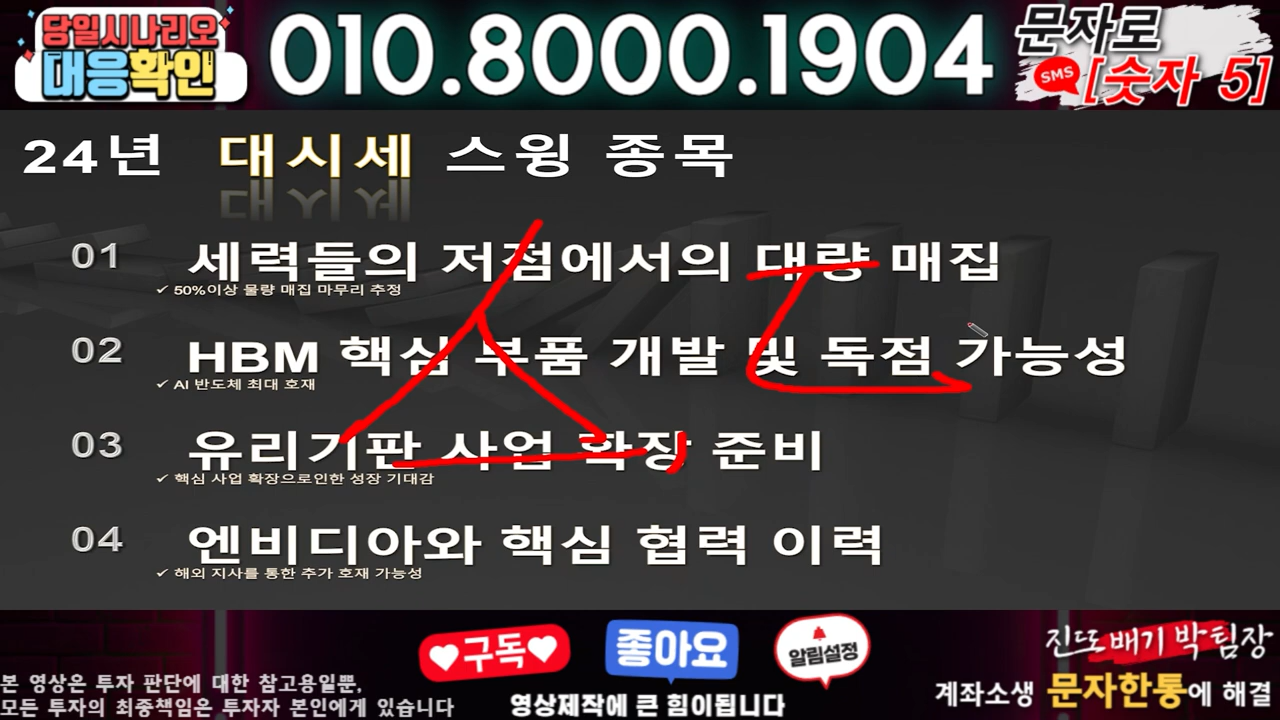 당일시나리오
대응확인
010.8000.1904
문자로
SMS [숫자 5]
24년 대시세 스윙 종목
01 세력들의 저점에서의 대량 매집
✓ 50%이상 물량 매집 마무리 추정
02 HBM 핵심 부품 개발 및 독점 가능성
✓ AI 반도체 최대 호재
03 유리기판 사업 확장 준비
✓ 핵심 사업 확장으로인한 성장 기대감
04 엔비디아와 핵심 협력 이력
✓ 해외 지사를 통한 추가 호재 가능성
구독
좋아요
알림설정
영상제작에 큰 힘이됩니다
본 영상은 투자 판단에 대한 참고용일뿐,
모든 투자의 최종책임은 투자자 본인에게 있습니다
진또배기 박팀장
계좌소생 문자한통에 해결